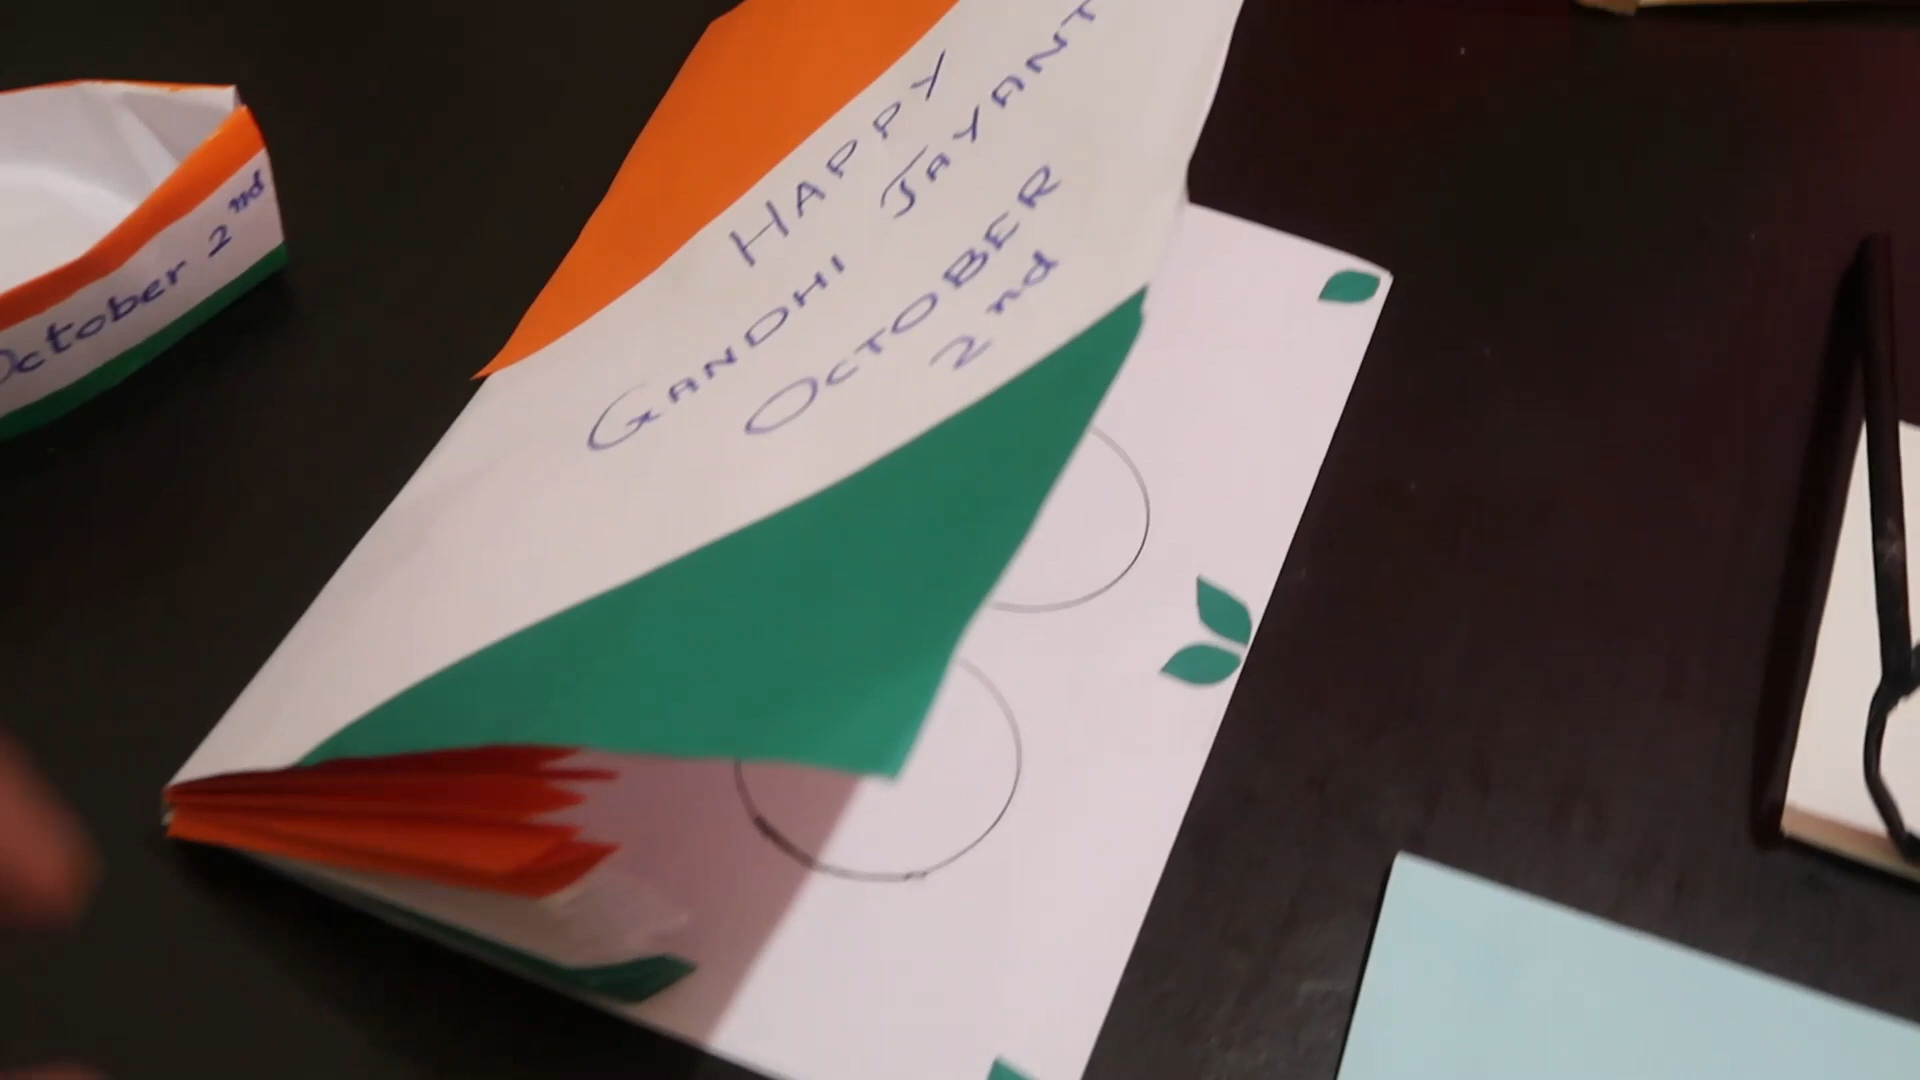 HAPPY
GANDHI JAYANT
OCTOBER
2nd
October 2nd